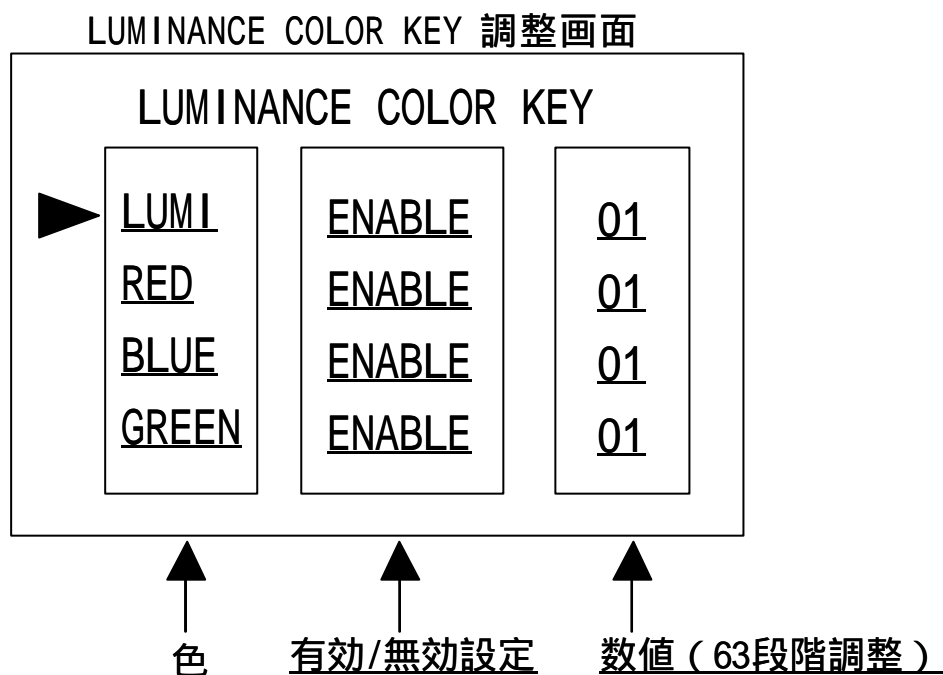 LUMINANCE COLOR KEY 調整画面
LUMINANCE COLOR KEY
LUMI ENABLE 01
RED ENABLE 01
BLUE ENABLE 01
GREEN ENABLE 01
色 有効/無効設定 数値(63段階調整)